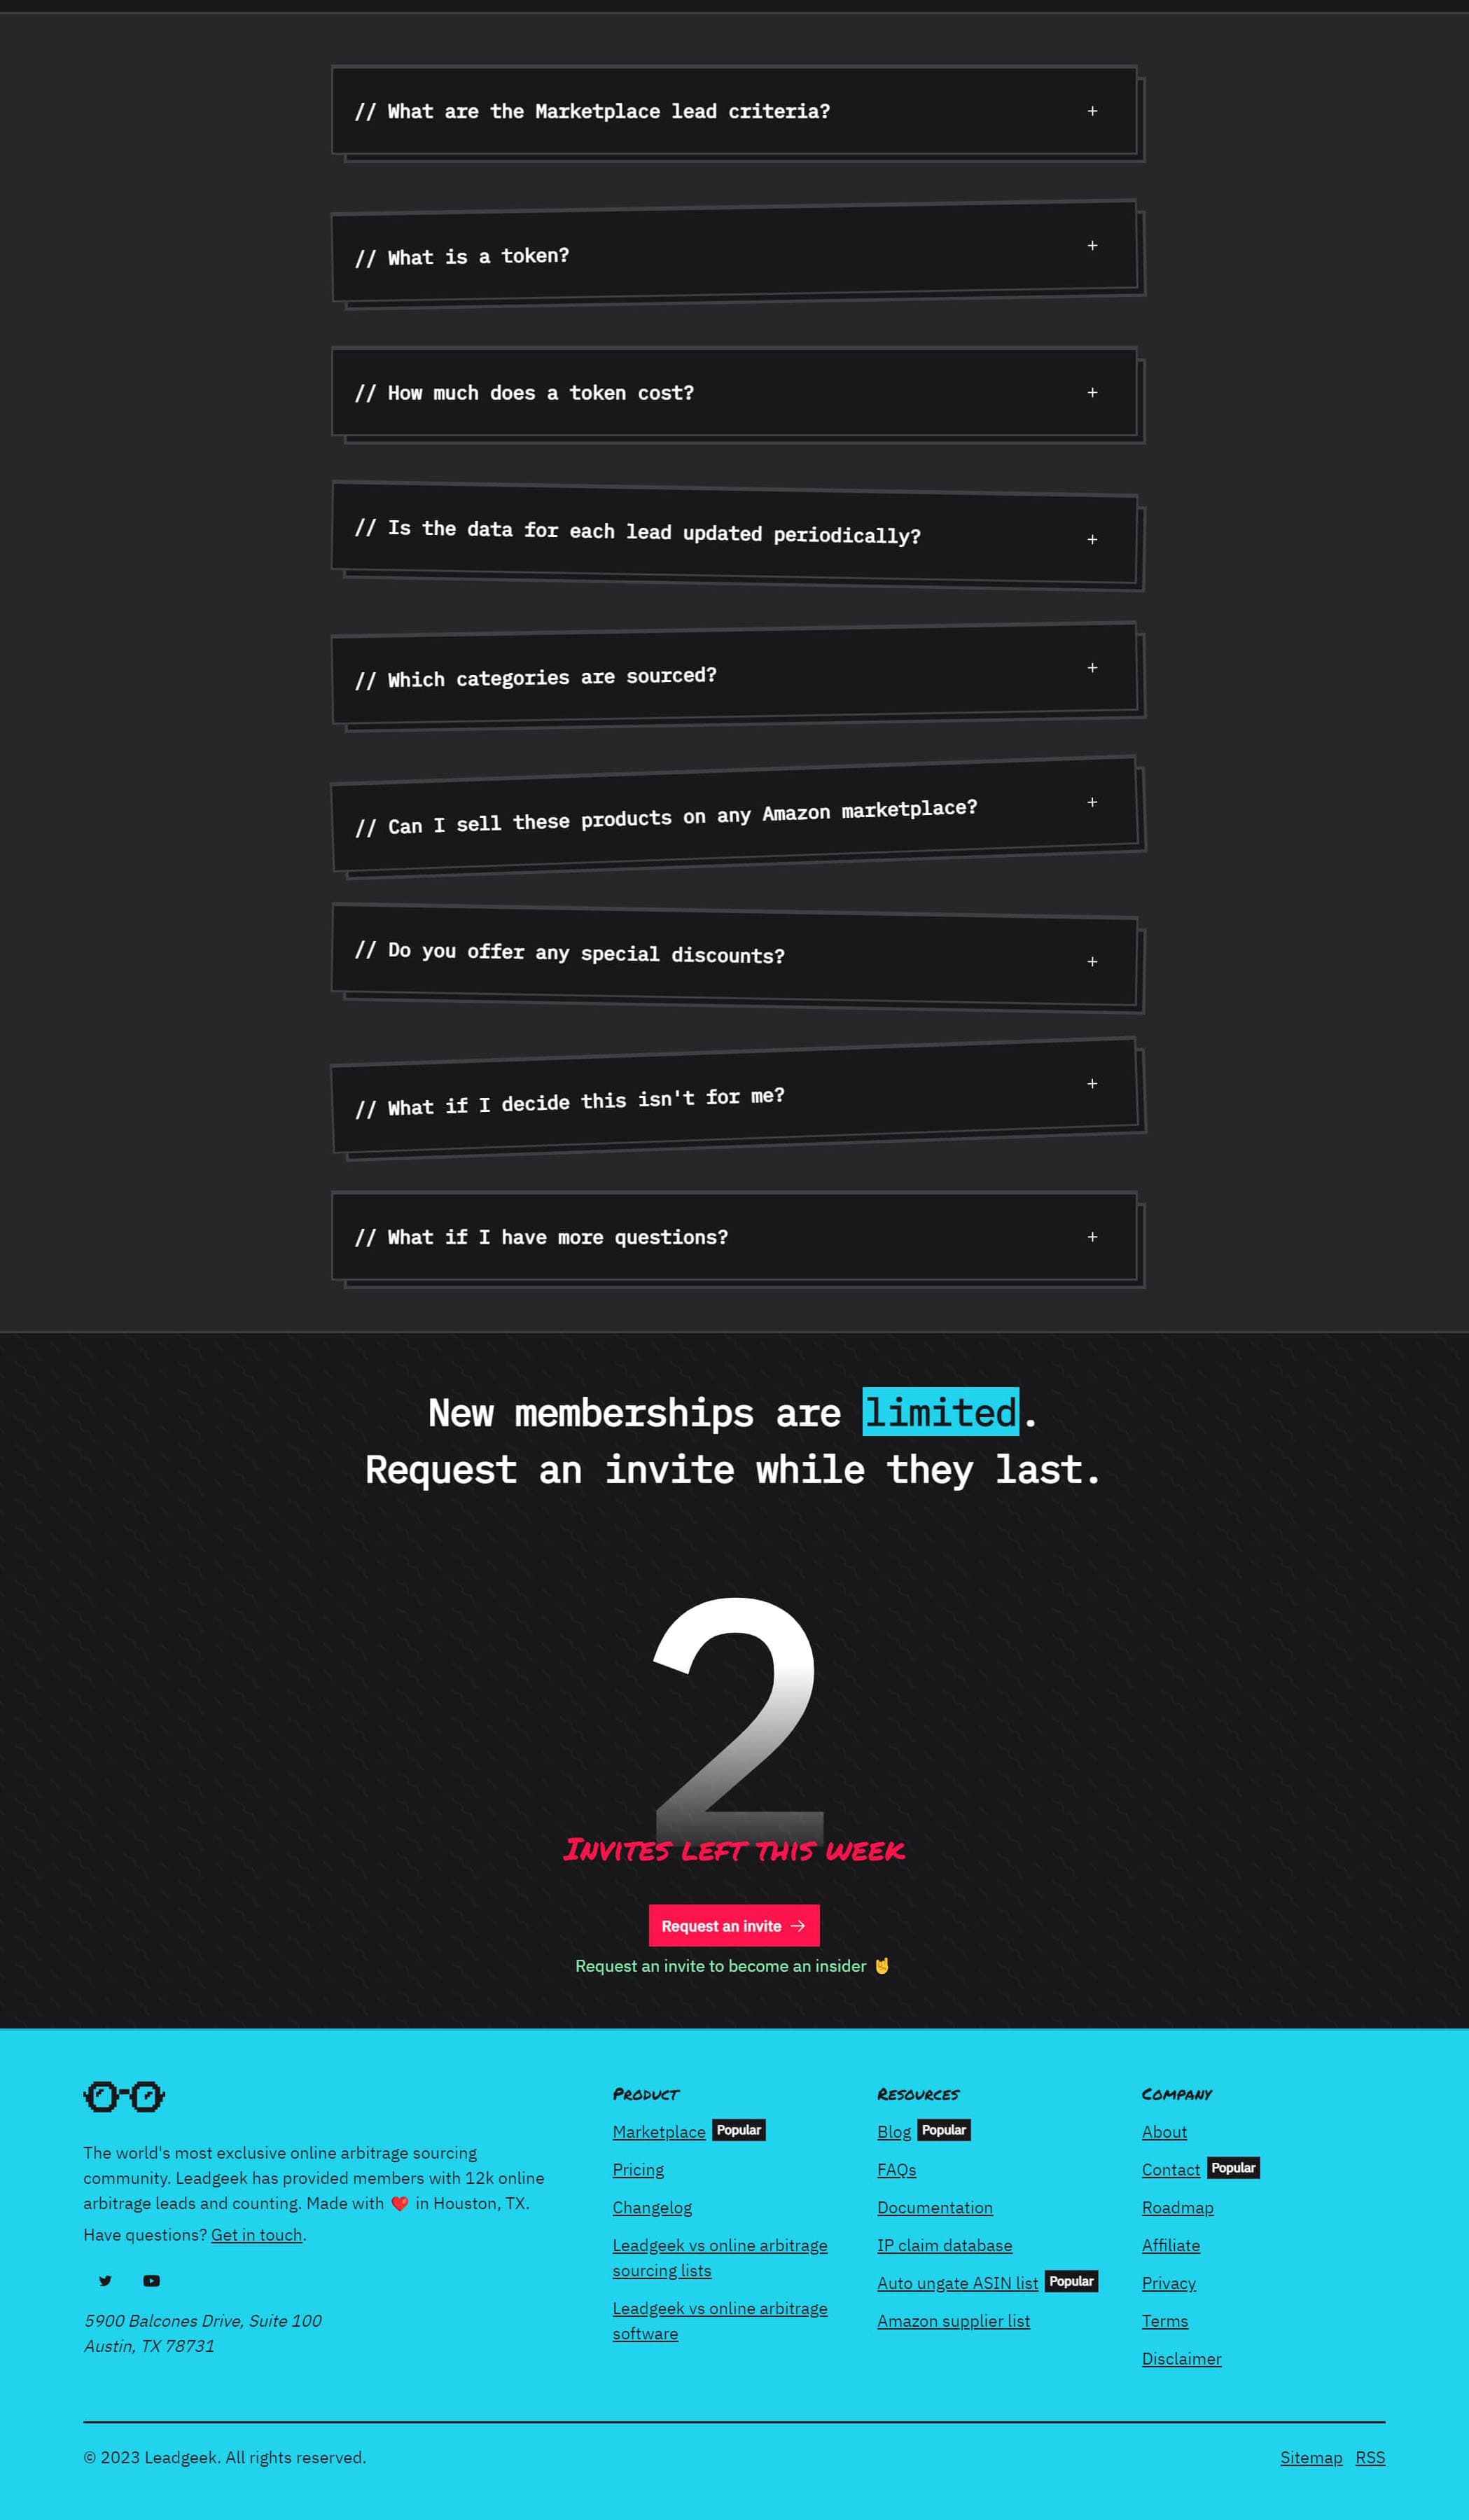 // What are the Marketplace lead criteria? +
// What is a token? +
// How much does a token cost? +
// Is the data for each lead updated periodically? +
// Which categories are sourced? +
// Can I sell these products on any Amazon marketplace? +
// Do you offer any special discounts? +
// What if I decide this isn't for me? +
// What if I have more questions? +
New memberships are limited.
Request an invite while they last.
2
Invites left this week
Request an invite →
Request an invite to become an insider 🤘
The world's most exclusive online arbitrage sourcing
community. Leadgeek has provided members with 12k online
arbitrage leads and counting. Made with ❤️ in Houston, TX.
Have questions? Get in touch.
5900 Balcones Drive, Suite 100
Austin, TX 78731
Product
Marketplace Popular
Pricing
Changelog
Leadgeek vs online arbitrage
sourcing lists
Leadgeek vs online arbitrage
software
Resources
Blog Popular
FAQs
Documentation
IP claim database
Auto ungate ASIN list Popular
Amazon supplier list
Company
About
Contact Popular
Roadmap
Affiliate
Privacy
Terms
Disclaimer
© 2023 Leadgeek. All rights reserved.
Sitemap RSS